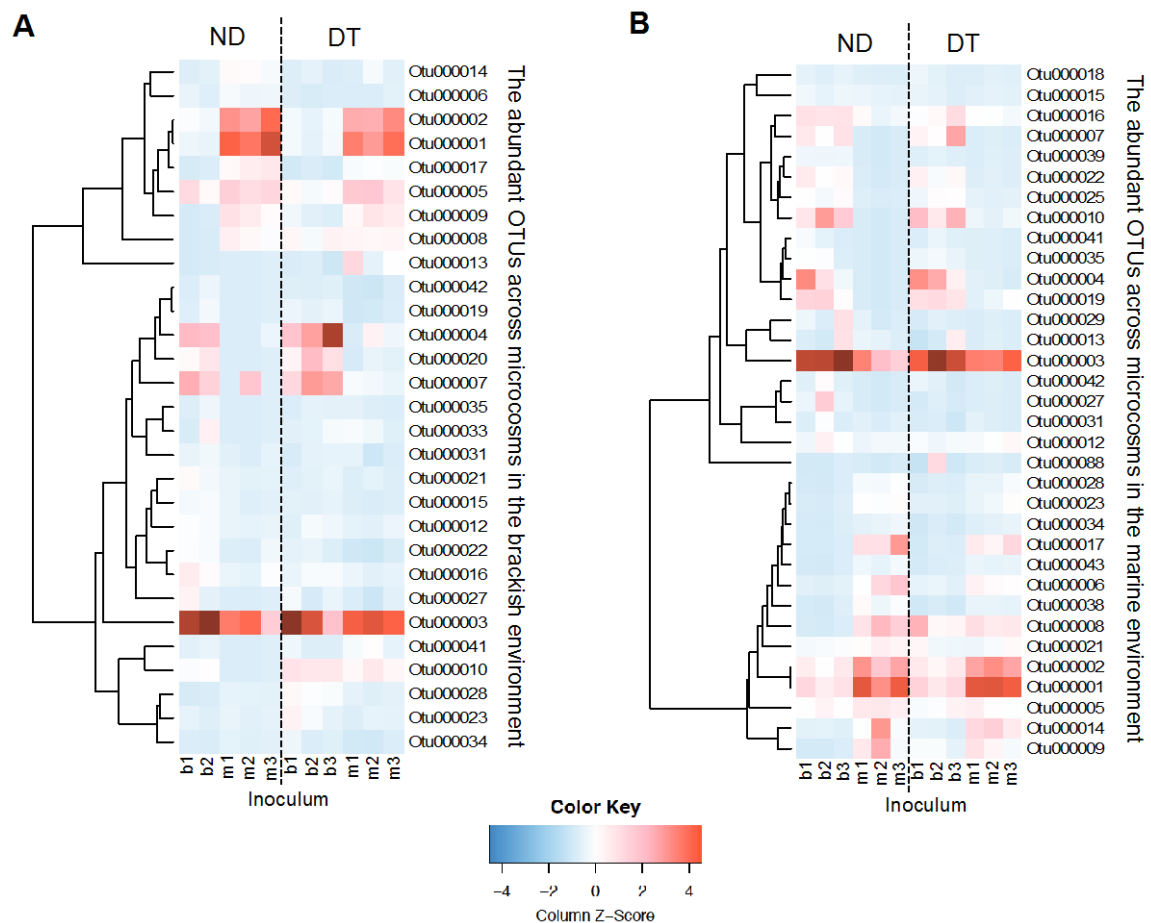 A
ND
DT
Otu000014
Otu000006
Otu000002
Otu000001
Otu000017
Otu000005
Otu000009
Otu000008
Otu000013
Otu000042
Otu000019
Otu000004
Otu000020
Otu000007
Otu000035
Otu000033
Otu000031
Otu000021
Otu000015
Otu000012
Otu000022
Otu000016
Otu000027
Otu000003
Otu000041
Otu000010
Otu000028
Otu000023
Otu000034
The abundant OTUs across microcosms in the brackish environment
b1 b2 m1 m2 m3 b1 b2 b3 m1 m2 m3
Inoculum
B
ND
DT
Otu000018
Otu000015
Otu000016
Otu000007
Otu000039
Otu000022
Otu000025
Otu000010
Otu000041
Otu000035
Otu000004
Otu000019
Otu000029
Otu000013
Otu000003
Otu000042
Otu000027
Otu000031
Otu000012
Otu000088
Otu000028
Otu000023
Otu000034
Otu000017
Otu000043
Otu000006
Otu000038
Otu000008
Otu000021
Otu000002
Otu000001
Otu000005
Otu000014
Otu000009
The abundant OTUs across microcosms in the marine environment
b1 b2 b3 m1 m2 m3 b1 b2 b3 m1 m2 m3
Inoculum
Color Key
−4 −2 0 2 4
Column Z-Score